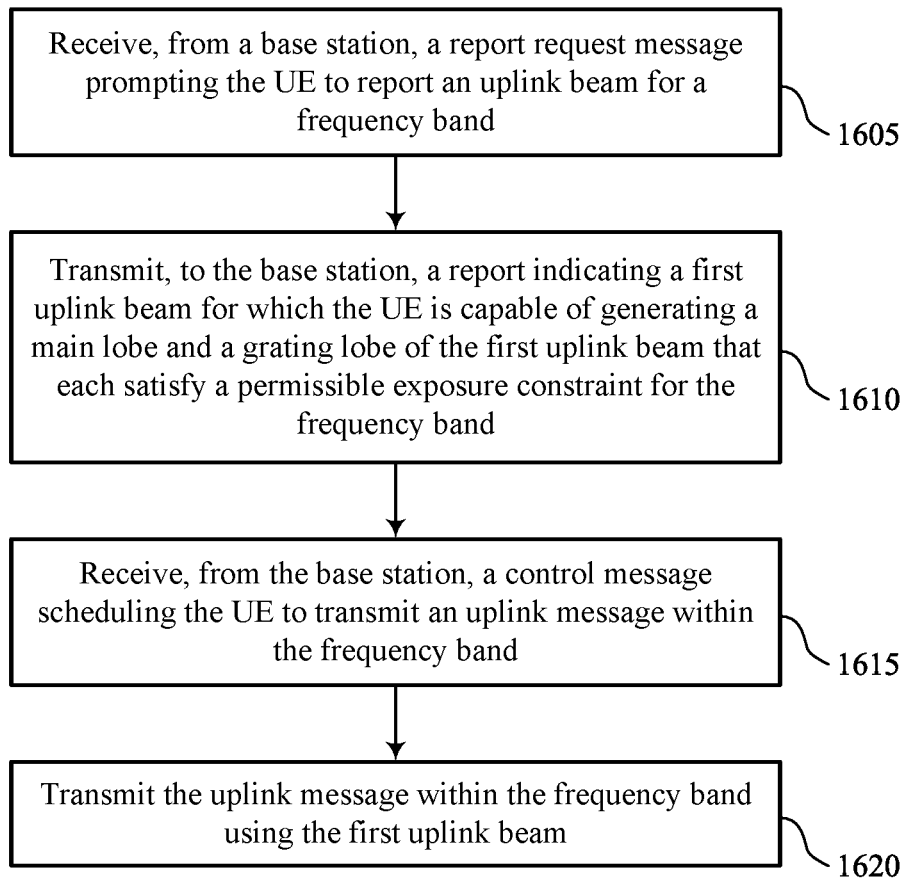 Receive, from a base station, a report request message
prompting the UE to report an uplink beam for a
frequency band
1605
Transmit, to the base station, a report indicating a first
uplink beam for which the UE is capable of generating a
main lobe and a grating lobe of the first uplink beam that
each satisfy a permissible exposure constraint for the
frequency band
1610
Receive, from the base station, a control message
scheduling the UE to transmit an uplink message within
the frequency band
1615
Transmit the uplink message within the frequency band
using the first uplink beam
1620